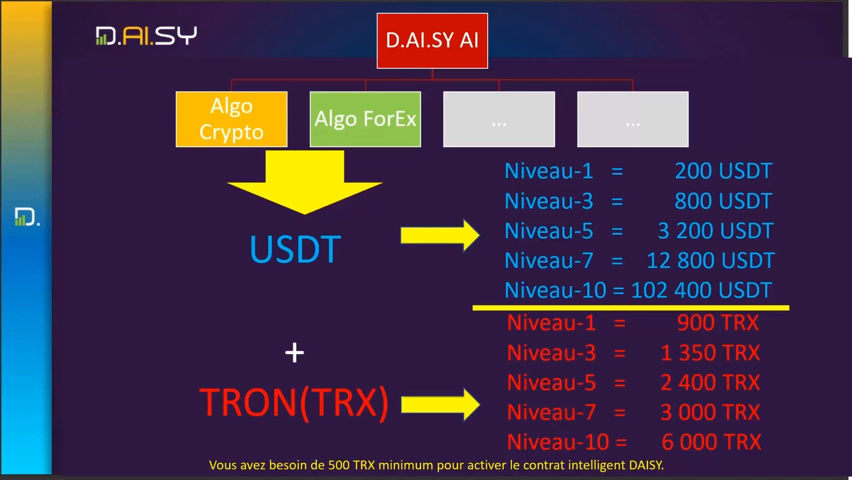 D.AI.SY
D.AI.SY AI
Algo
Crypto
Algo ForEx
...
...
D.
USDT
Niveau-1 = 200 USDT
Niveau-3 = 800 USDT
Niveau-5 = 3 200 USDT
Niveau-7 = 12 800 USDT
Niveau-10 = 102 400 USDT
+
TRON(TRX)
Niveau-1 = 900 TRX
Niveau-3 = 1 350 TRX
Niveau-5 = 2 400 TRX
Niveau-7 = 3 000 TRX
Niveau-10 = 6 000 TRX
Vous avez besoin de 500 TRX minimum pour activer le contrat intelligent DAISY.